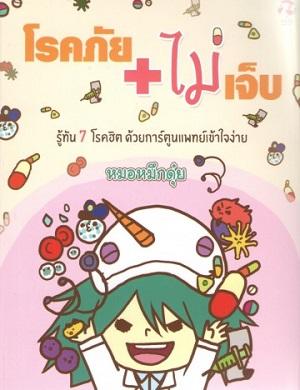 โรคภัย
+ไม่
เจ็บ
รู้ทัน 7 โรคฮิต ด้วยการ์ตูนแพทย์เข้าใจง่าย
หมอหมึกตุ๋ย